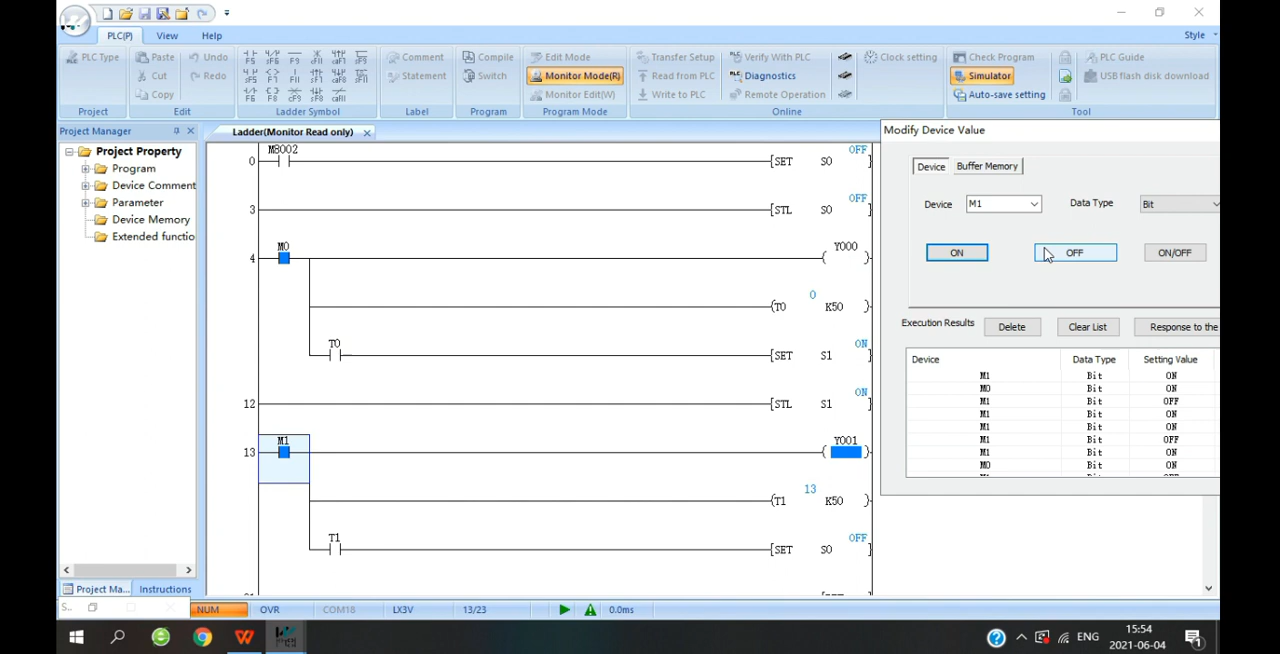 PLC(P) View Help Style
PLC Type Paste Undo Comment Compile Edit Mode Transfer Setup Verify With PLC Clock setting Check Program PLC Guide
F5 sF5 F9 sF7 aF7 saF5
Cut Redo Statement Switch Monitor Mode(R) Read from PLC Diagnostics Simulator USB flash disk download
Copy Monitor Edit(W) Write to PLC Remote Operation Auto-save setting
Project Edit Ladder Symbol Label Program Program Mode Online Tool
Project Manager Ladder(Monitor Read only)
Project Property
Program
Device Comment
Parameter
Device Memory
Extended functio
M8002 OFF
0 [SET S0 ]
OFF
3 [STL S0 ]
M0 Y000
4 ( )
0
(T0 K50 )
T0 ON
[SET S1 ]
ON
12 [STL S1 ]
M1 Y001
13 ( )
13
(T1 K50 )
T1 OFF
[SET S0 ]
Modify Device Value
Device Buffer Memory
Device M1 Data Type Bit
ON OFF ON/OFF
Execution Results Delete Clear List Response to the
Device Data Type Setting Value
M1 Bit ON
M0 Bit ON
M1 Bit OFF
M1 Bit ON
M1 Bit ON
M1 Bit OFF
M1 Bit ON
M0 Bit ON
Project Ma... Instructions
S.. NUM OVR COM18 LX3V 13/23 0.0ms
ENG 15:54
2021-06-04